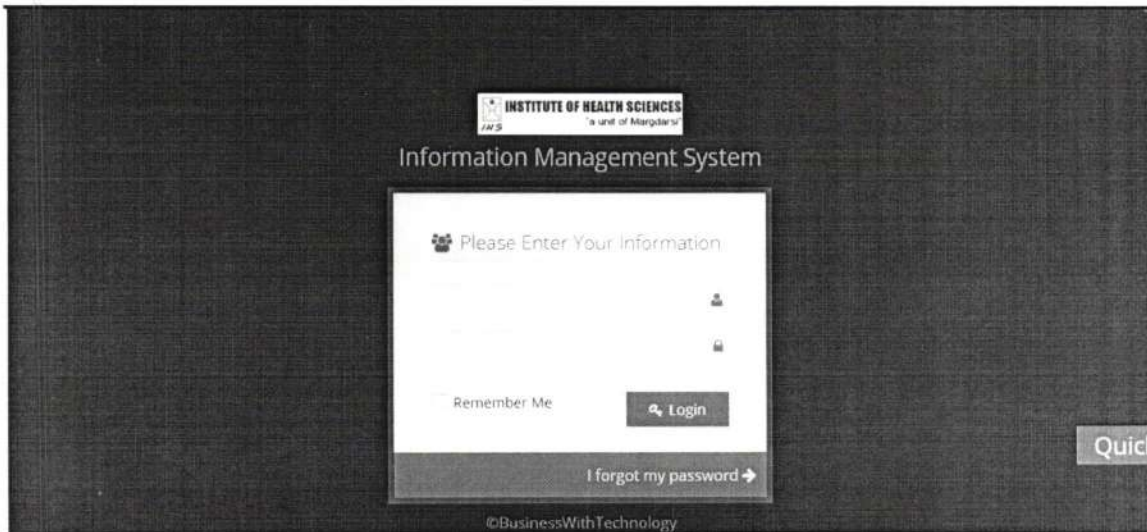 INSTITUTE OF HEALTH SCIENCES
"a unit of Margdarsi"
IHS
Information Management System
Please Enter Your Information
Remember Me
Login
I forgot my password
©BusinessWithTechnology